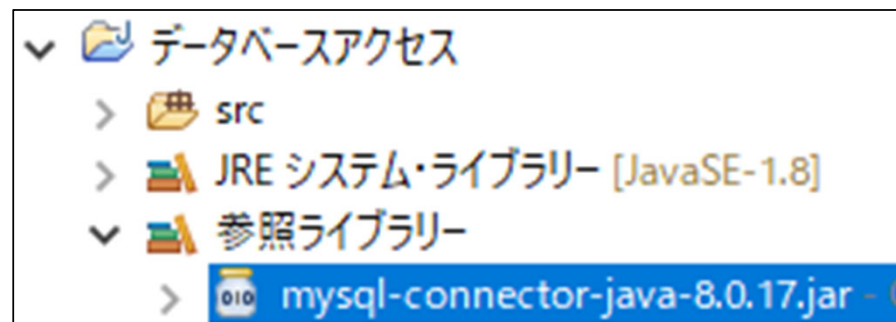 データベースアクセス
src
JRE システム・ライブラリー [JavaSE-1.8]
参照ライブラリー
mysql-connector-java-8.0.17.jar -